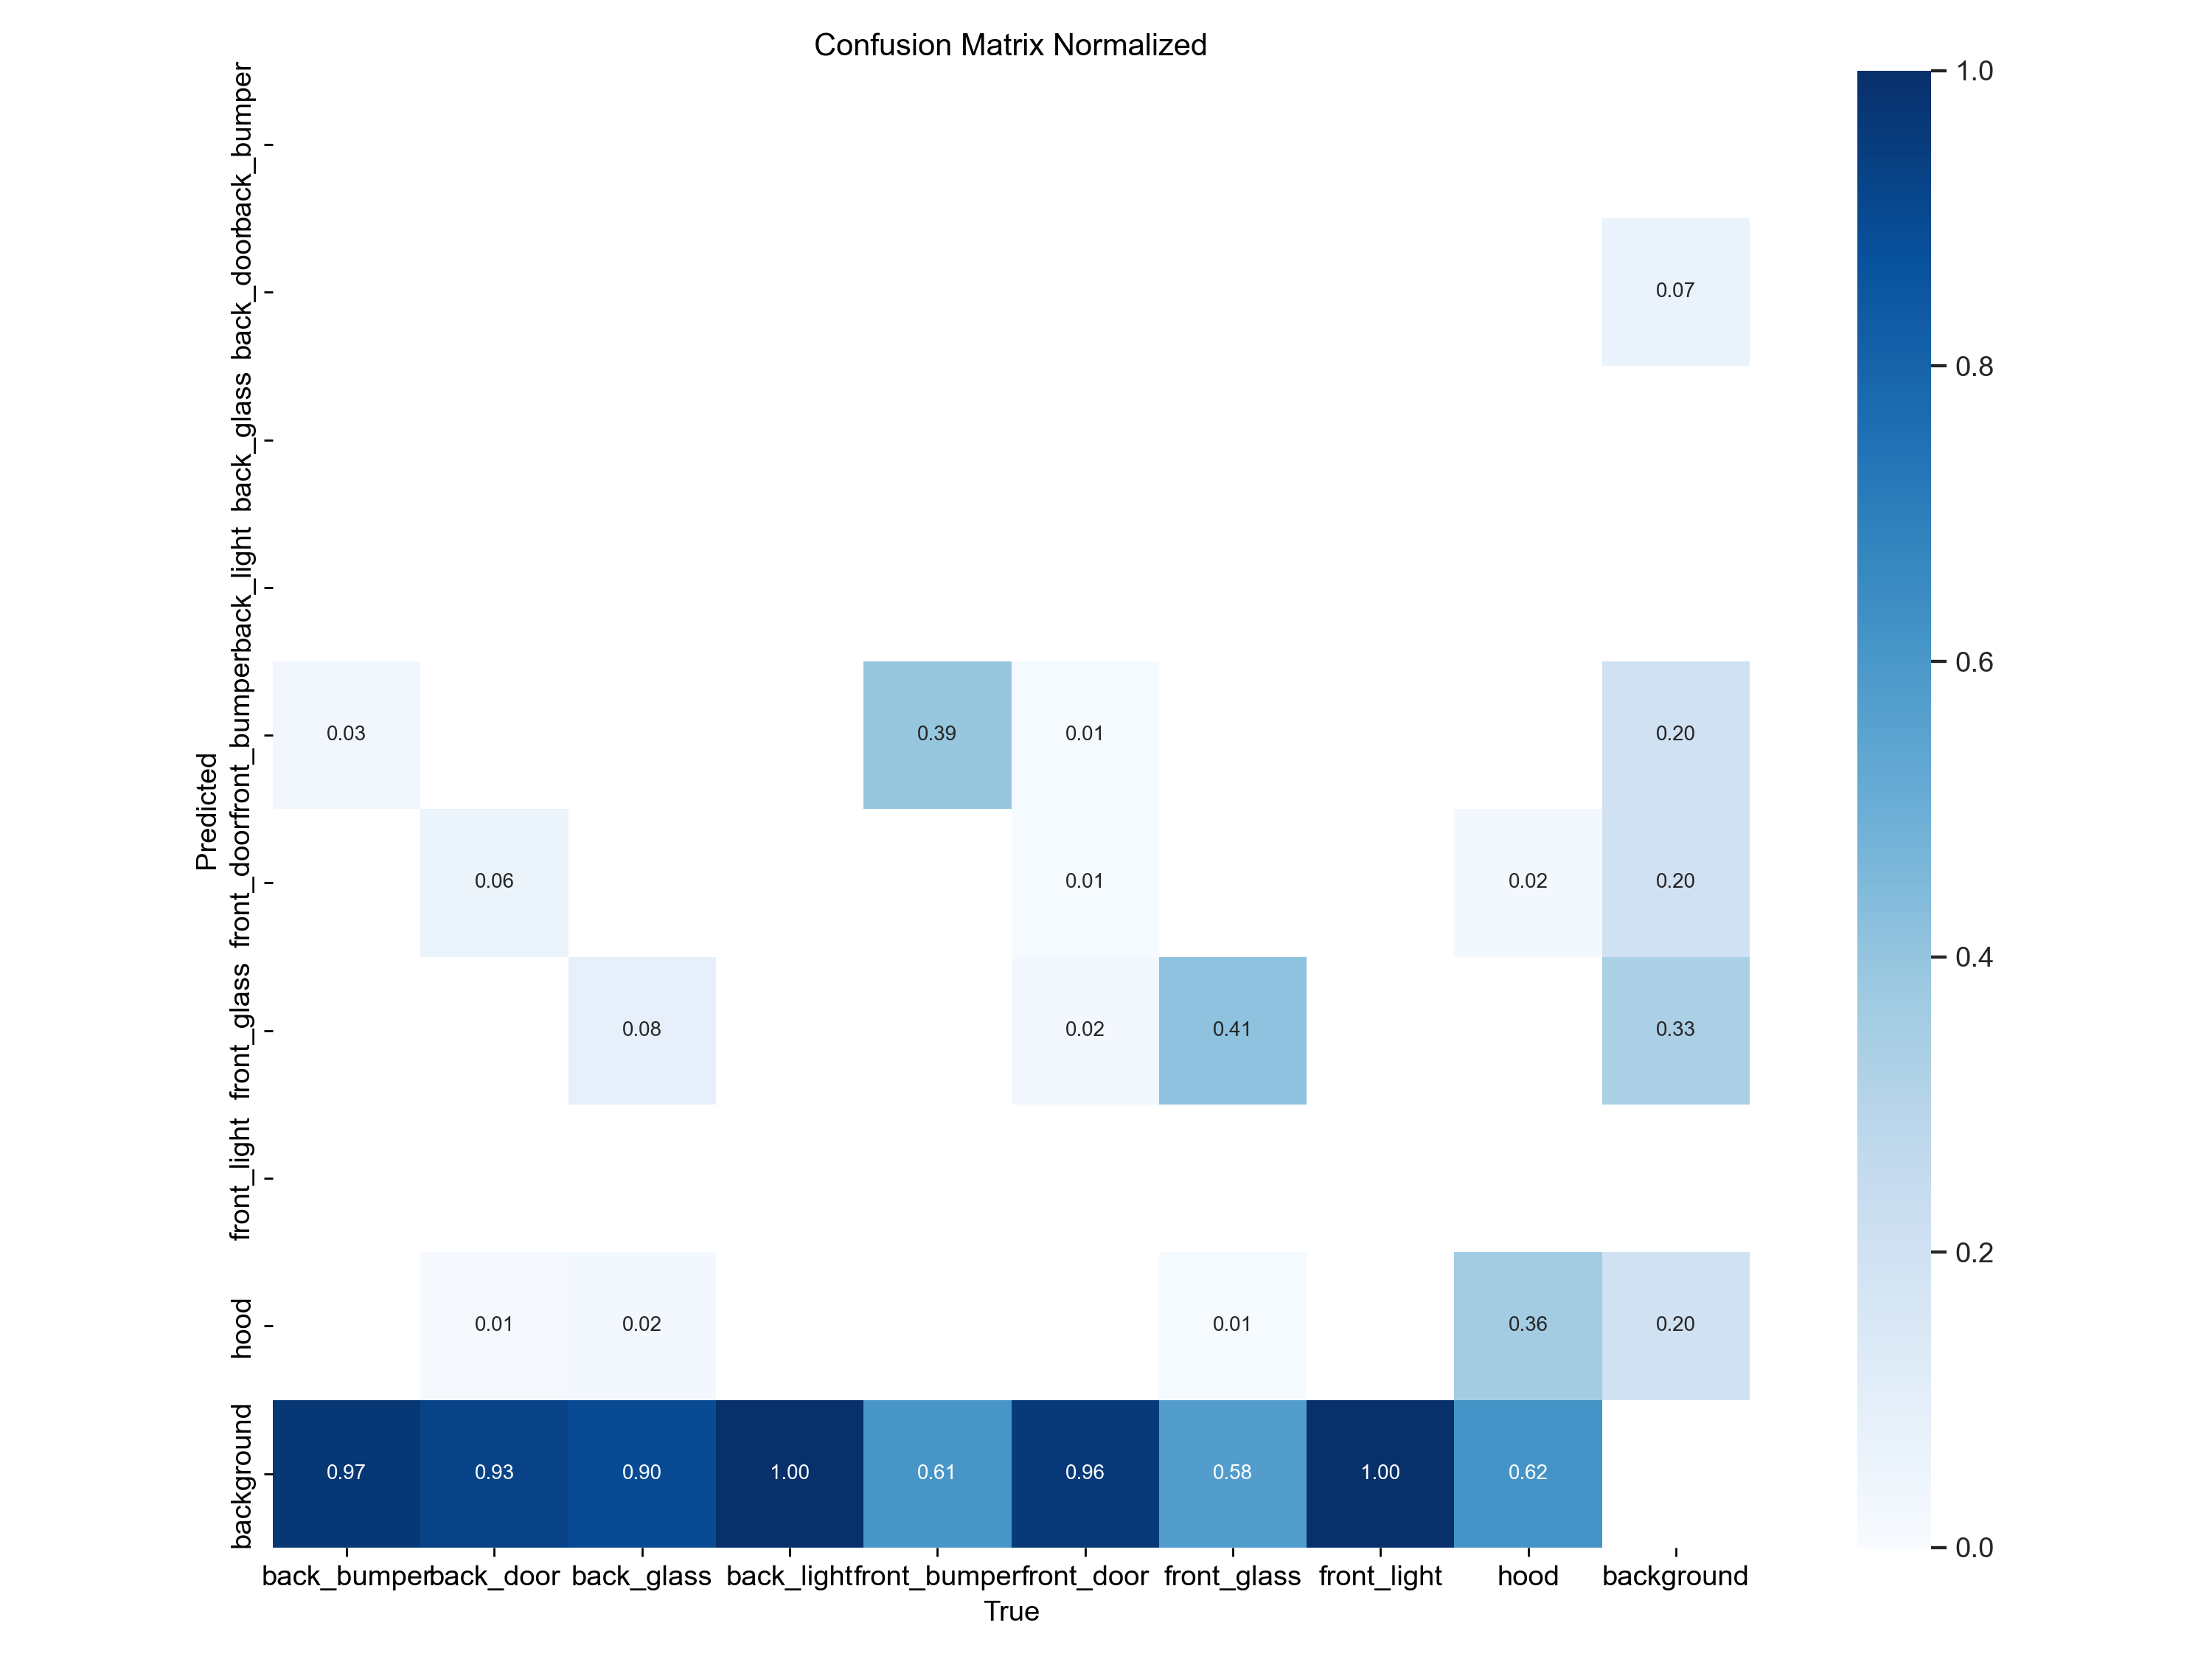 Confusion Matrix Normalized
Predicted
back_bumper
back_door 0.07
back_glass
back_light
front_bumper 0.03 0.39 0.01 0.20
front_door 0.06 0.01 0.02 0.20
front_glass 0.08 0.02 0.41 0.33
front_light
hood 0.01 0.02 0.01 0.36 0.20
background 0.97 0.93 0.90 1.00 0.61 0.96 0.58 1.00 0.62
back_bumper back_door back_glass back_light front_bumper front_door front_glass front_light hood background
True
1.0
0.8
0.6
0.4
0.2
0.0